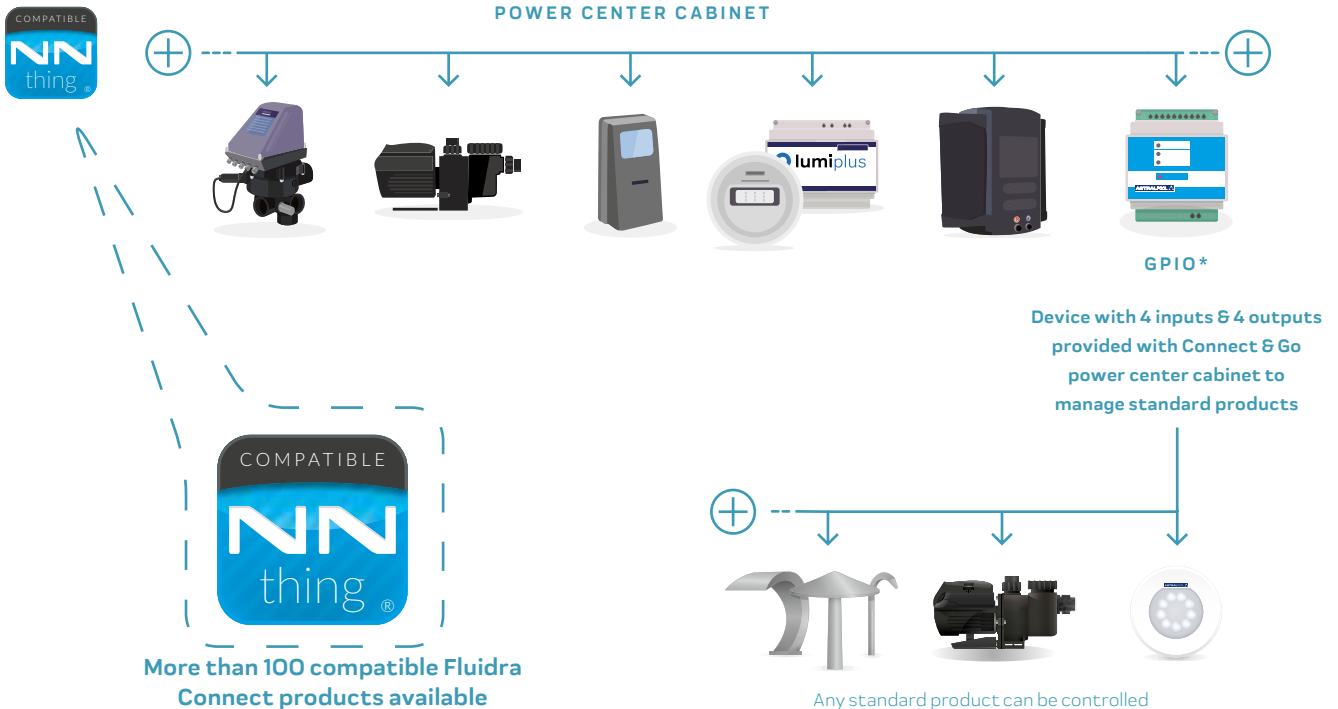 POWER CENTER CABINET
COMPATIBLE
NN
thing ®
lumiplus
ASTRALPOOL
GPIO*
Device with 4 inputs & 4 outputs
provided with Connect & Go
power center cabinet to
manage standard products
COMPATIBLE
NN
thing ®
More than 100 compatible Fluidra
Connect products available
ASTRALPOOL
Any standard product can be controlled